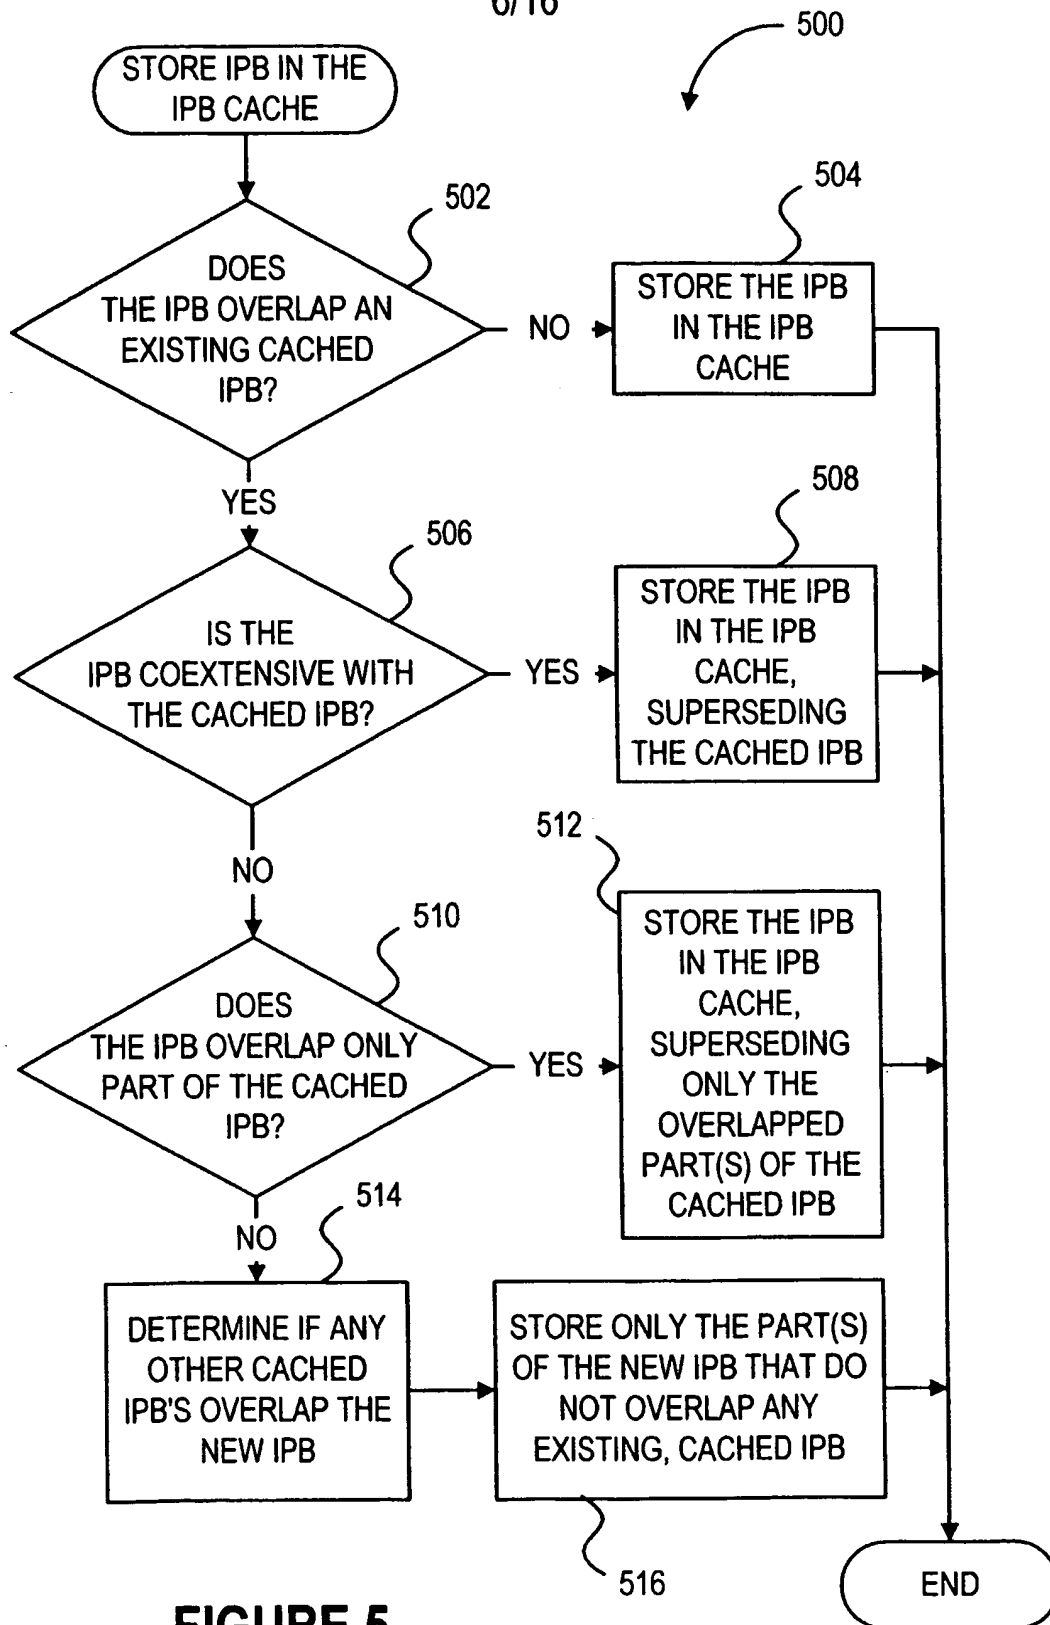 6/16
500
STORE IPB IN THE
IPB CACHE
502
DOES
THE IPB OVERLAP AN
EXISTING CACHED
IPB?
NO
504
STORE THE IPB
IN THE IPB
CACHE
YES
506
IS THE
IPB COEXTENSIVE WITH
THE CACHED IPB?
YES
508
STORE THE IPB
IN THE IPB
CACHE,
SUPERSEDING
THE CACHED IPB
NO
510
DOES
THE IPB OVERLAP ONLY
PART OF THE CACHED
IPB?
YES
512
STORE THE IPB
IN THE IPB
CACHE,
SUPERSEDING
ONLY THE
OVERLAPPED
PART(S) OF THE
CACHED IPB
NO
514
DETERMINE IF ANY
OTHER CACHED
IPB'S OVERLAP THE
NEW IPB
STORE ONLY THE PART(S)
OF THE NEW IPB THAT DO
NOT OVERLAP ANY
EXISTING, CACHED IPB
516
END
FIGURE 5